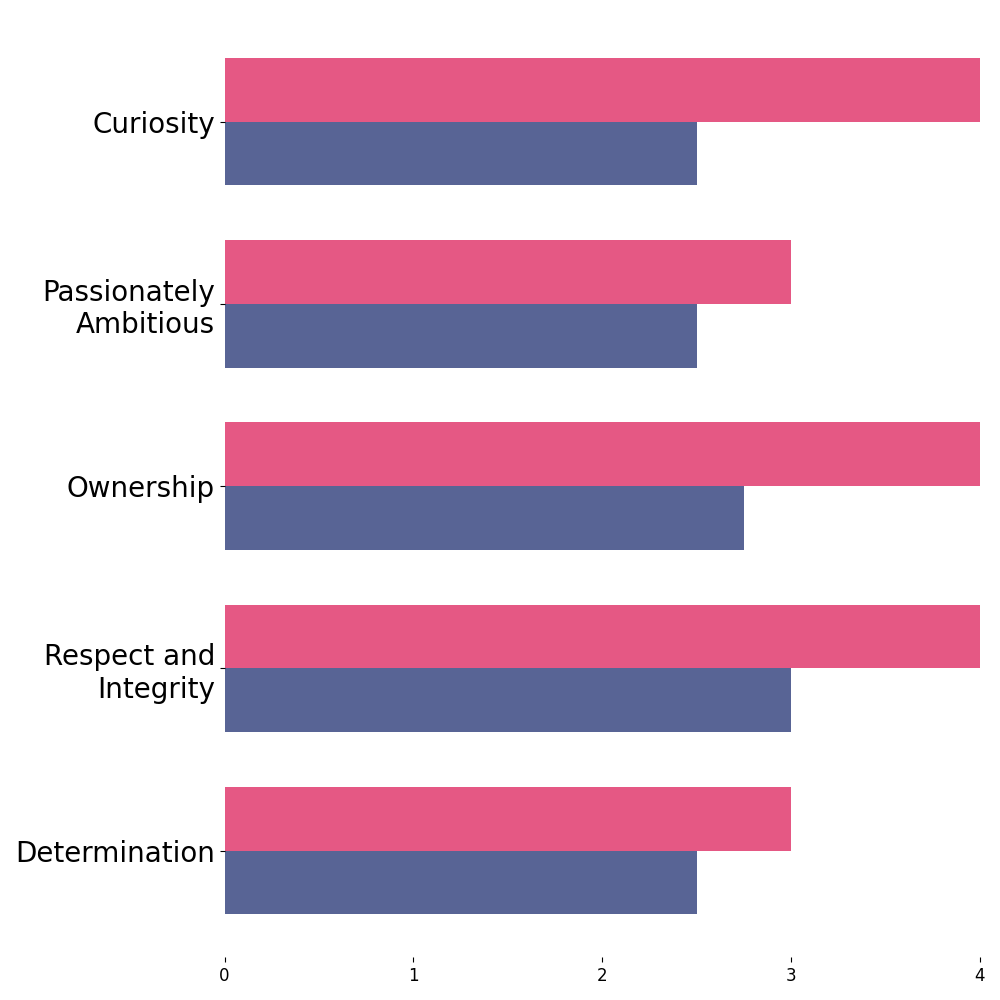 Curiosity
Passionately
Ambitious
Ownership
Respect and
Integrity
Determination
0 1 2 3 4